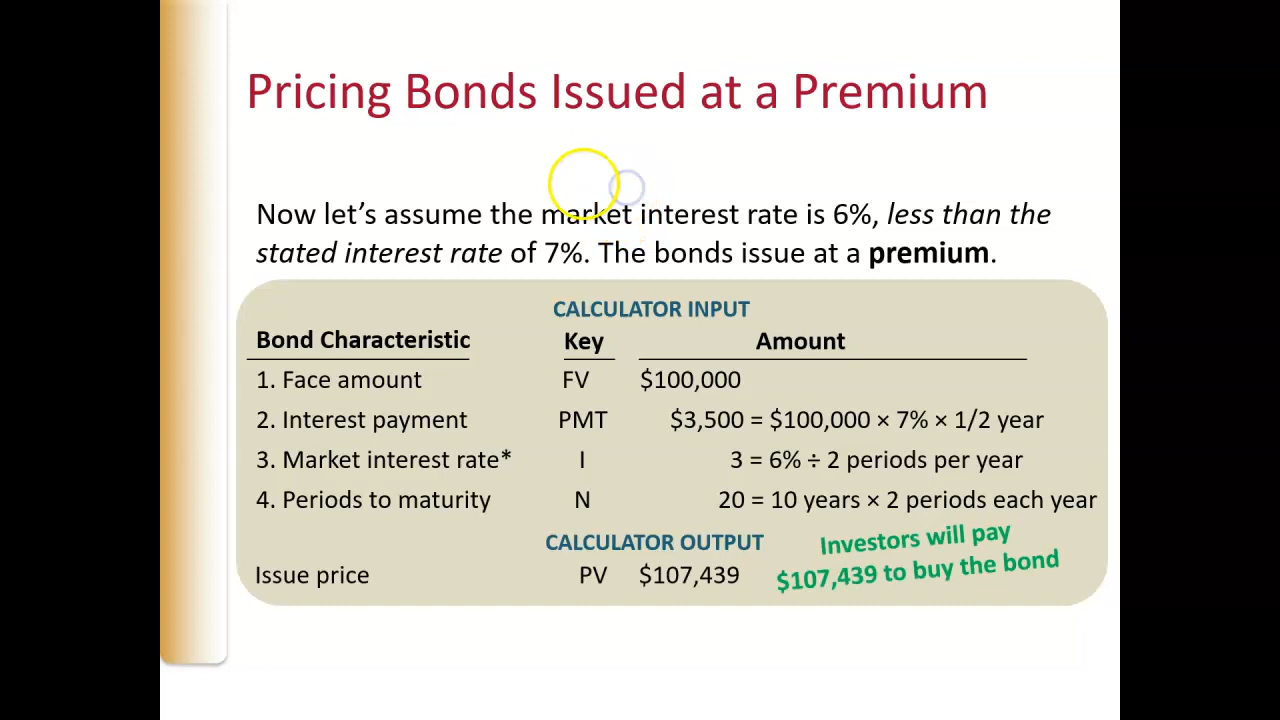 Pricing Bonds Issued at a Premium
Now let’s assume the market interest rate is 6%, less than the
stated interest rate of 7%. The bonds issue at a premium.
CALCULATOR INPUT
Bond Characteristic Key Amount
1. Face amount FV $100,000
2. Interest payment PMT $3,500 = $100,000 × 7% × 1/2 year
3. Market interest rate* I 3 = 6% ÷ 2 periods per year
4. Periods to maturity N 20 = 10 years × 2 periods each year
CALCULATOR OUTPUT
Issue price PV $107,439
Investors will pay
$107,439 to buy the bond